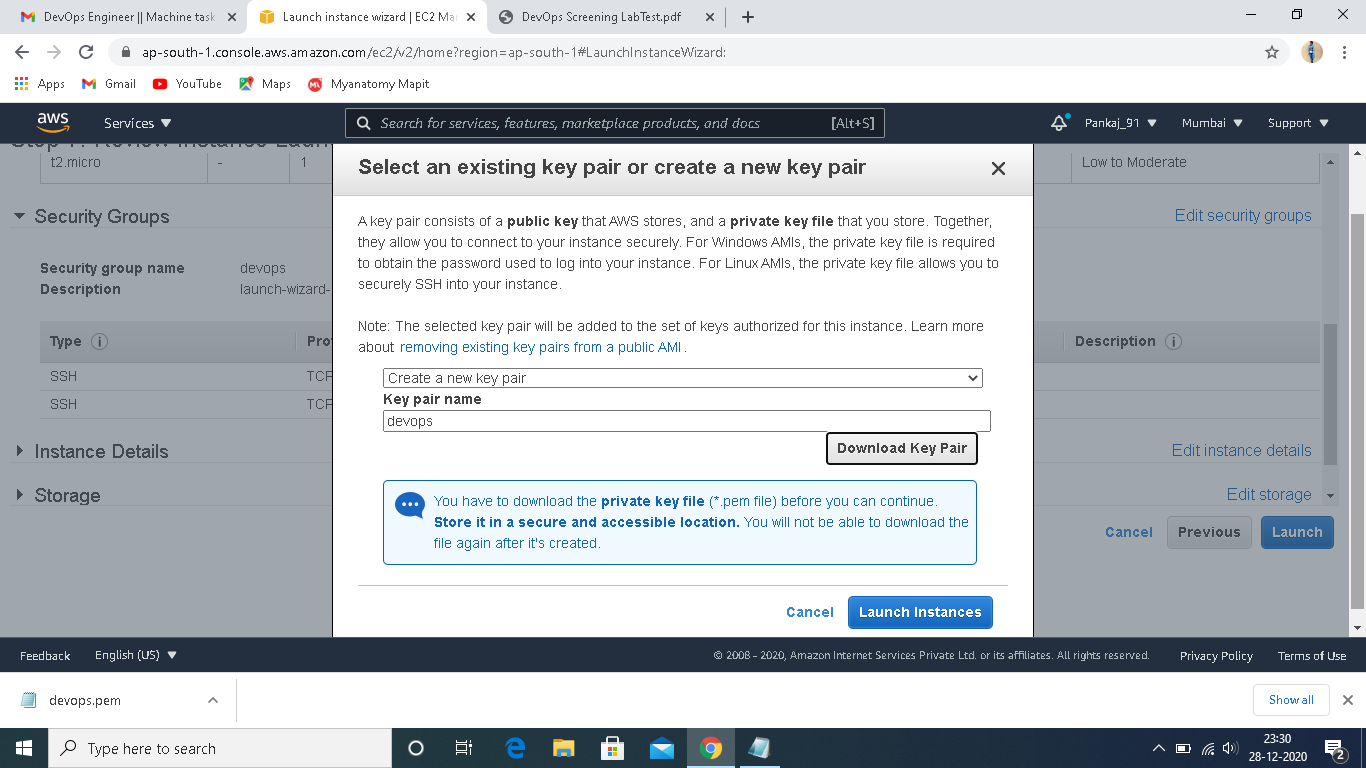 DevOps Engineer || Machine task
Launch instance wizard | EC2 Mar
DevOps Screening LabTest.pdf
ap-south-1.console.aws.amazon.com/ec2/v2/home?region=ap-south-1#LaunchInstanceWizard:
Apps Gmail YouTube Maps Myanatomy Mapit
aws Services Search for services, features, marketplace products, and docs [Alt+S] Pankaj_91 Mumbai Support
t2.micro - 1 Low to Moderate
Select an existing key pair or create a new key pair
A key pair consists of a public key that AWS stores, and a private key file that you store. Together,
they allow you to connect to your instance securely. For Windows AMIs, the private key file is required
to obtain the password used to log into your instance. For Linux AMIs, the private key file allows you to
securely SSH into your instance.
Note: The selected key pair will be added to the set of keys authorized for this instance. Learn more
about removing existing key pairs from a public AMI .
Create a new key pair
Key pair name
devops
Download Key Pair
You have to download the private key file (*.pem file) before you can continue.
Store it in a secure and accessible location. You will not be able to download the
file again after it's created.
Cancel Launch Instances
Security Groups Edit security groups
Security group name devops
Description launch-wizard-
Type Pro Description
SSH TCP
SSH TCP
Instance Details Edit instance details
Storage Edit storage
Cancel Previous Launch
Feedback English (US) © 2008 - 2020, Amazon Internet Services Private Ltd. or its affiliates. All rights reserved. Privacy Policy Terms of Use
devops.pem Show all
Type here to search
23:30
28-12-2020
2